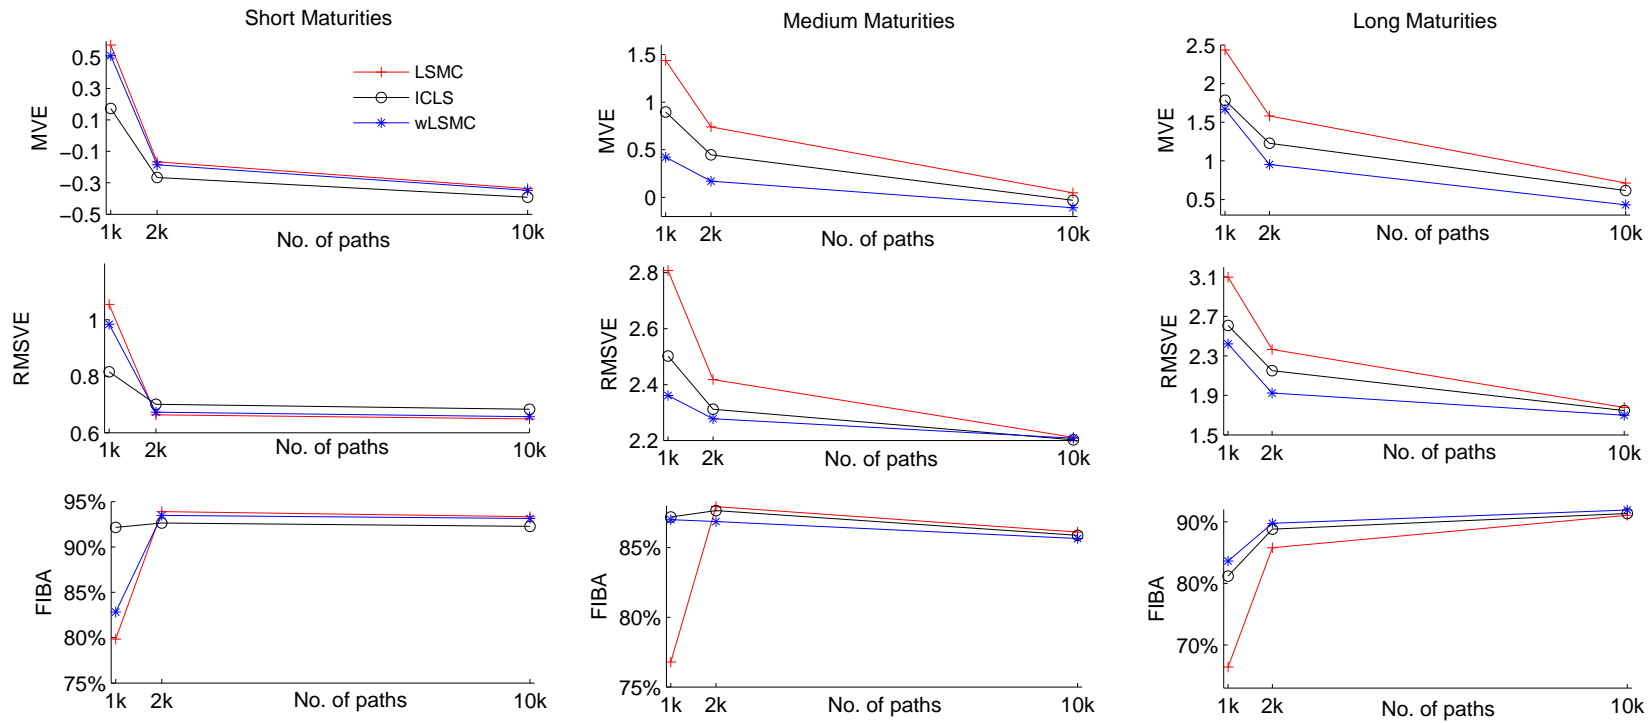 Short Maturities
0.5
0.3
0.1
−0.1
−0.3
−0.5
MVE
1k
2k
10k
No. of paths
LSMC
ICLS
wLSMC
Medium Maturities
1.5
1
0.5
0
MVE
1k
2k
10k
No. of paths
Long Maturities
2.5
2
1.5
1
0.5
MVE
1k
2k
10k
No. of paths
1
0.8
0.6
RMSVE
1k
2k
10k
No. of paths
2.8
2.6
2.4
2.2
RMSVE
1k
2k
10k
No. of paths
3.1
2.7
2.3
1.9
1.5
RMSVE
1k
2k
10k
No. of paths
95%
90%
85%
80%
75%
FIBA
1k
2k
10k
No. of paths
85%
80%
75%
FIBA
1k
2k
10k
No. of paths
90%
80%
70%
FIBA
1k
2k
10k
No. of paths